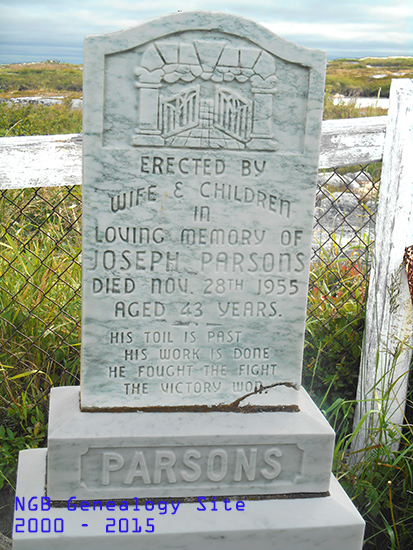 ERECTED BY
WIFE & CHILDREN
IN
LOVING MEMORY OF
JOSEPH PARSONS
DIED NOV. 28TH 1955
AGED 43 YEARS.
HIS TOIL IS PAST
HIS WORK IS DONE
HE FOUGHT THE FIGHT
THE VICTORY WON
PARSONS
NGB Genealogy Site
2000 - 2015